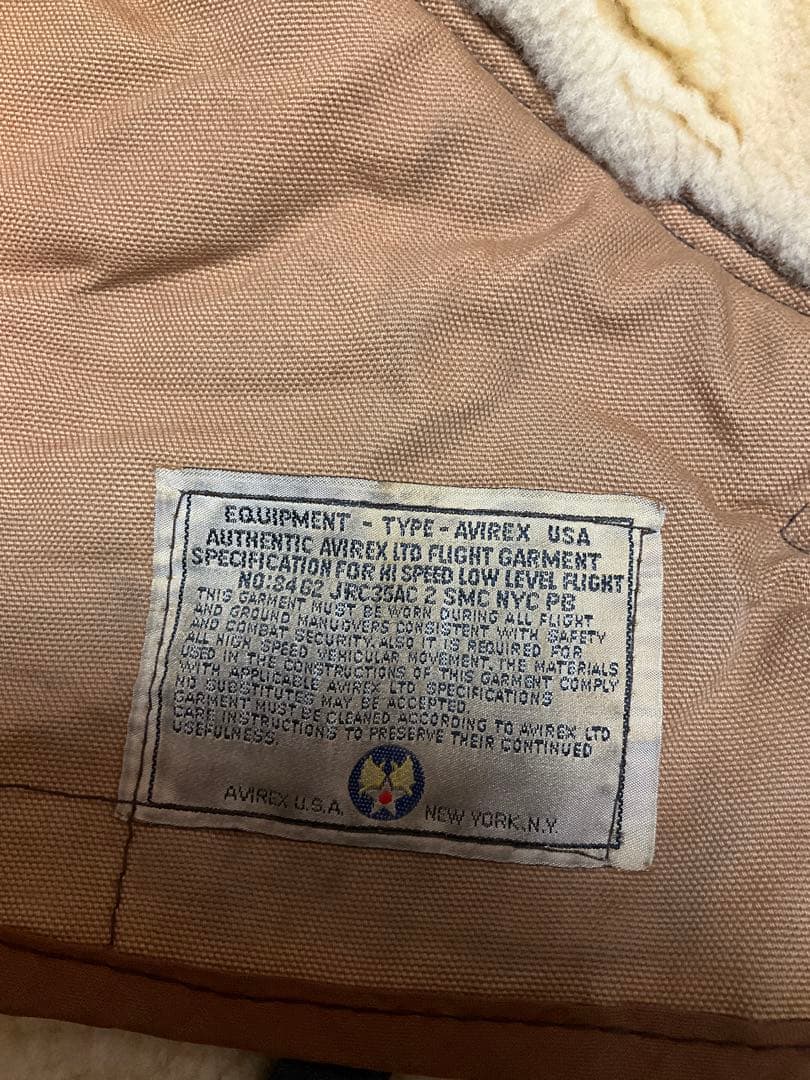 EQUIPMENT - TYPE - AVIREX USA
AUTHENTIC AVIREX LTD FLIGHT GARMENT
SPECIFICATION FOR HI SPEED LOW LEVEL FLIGHT
NO:8462 JRC35AC 2 SMC NYC PB
THIS GARMENT MUST BE WORN DURING ALL FLIGHT
AND GROUND MANUOVERS CONSISTENT WITH SAFETY
AND COMBAT SECURITY. ALSO IT IS REQUIRED FOR
ALL HIGH SPEED VEHICULAR MOVEMENT. THE MATERIALS
USED IN THE CONSTRUCTIONS OF THIS GARMENT COMPLY
WITH APPLICABLE AVIREX LTD SPECIFICATIONS
NO SUBSTITUTES MAY BE ACCEPTED.
GARMENT MUST BE CLEANED ACCORDING TO AVIREX LTD
CARE INSTRUCTIONS TO PRESERVE THEIR CONTINUED
USEFULNESS.
AVIREX U.S.A. NEW YORK, N.Y.